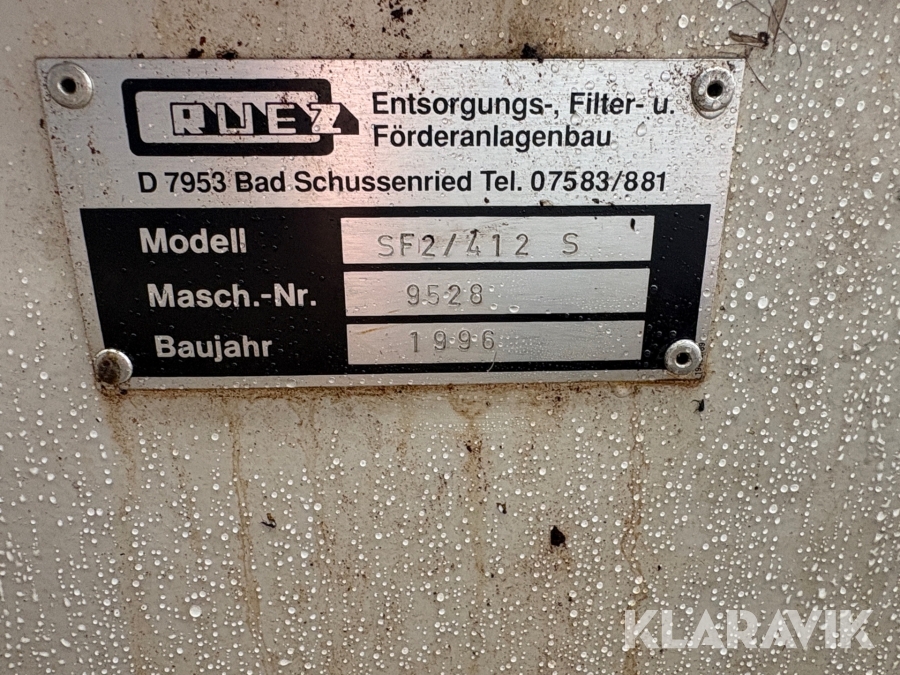 RUEZ
Entsorgungs-, Filter- u.
Förderanlagenbau
D 7953 Bad Schussenried Tel. 07583/881
Modell SF2/412 S
Masch.-Nr. 9528
Baujahr 1996
KLARAVIK